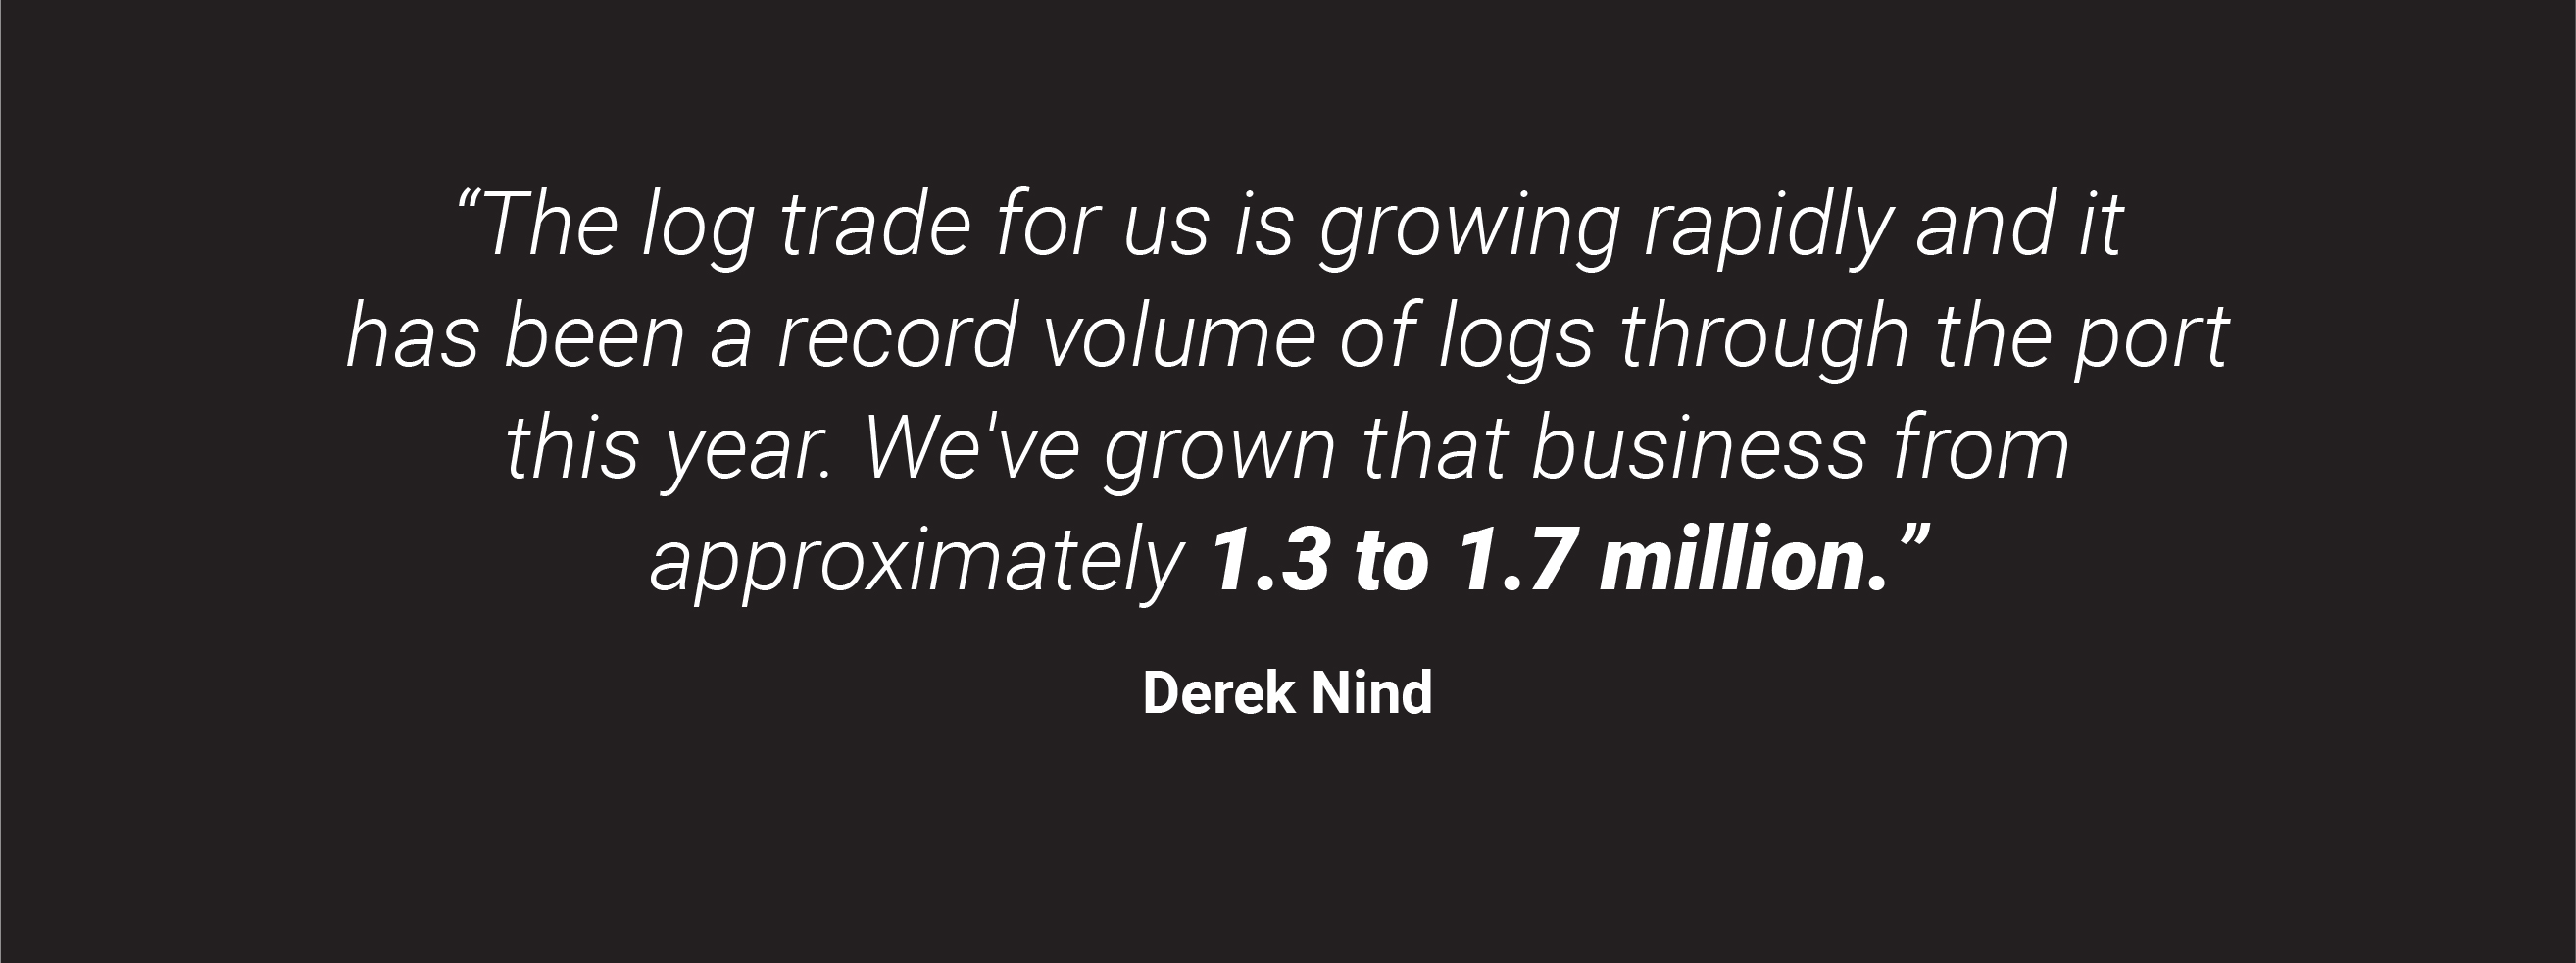 “The log trade for us is growing rapidly and it
has been a record volume of logs through the port
this year. We've grown that business from
approximately 1.3 to 1.7 million.”
Derek Nind